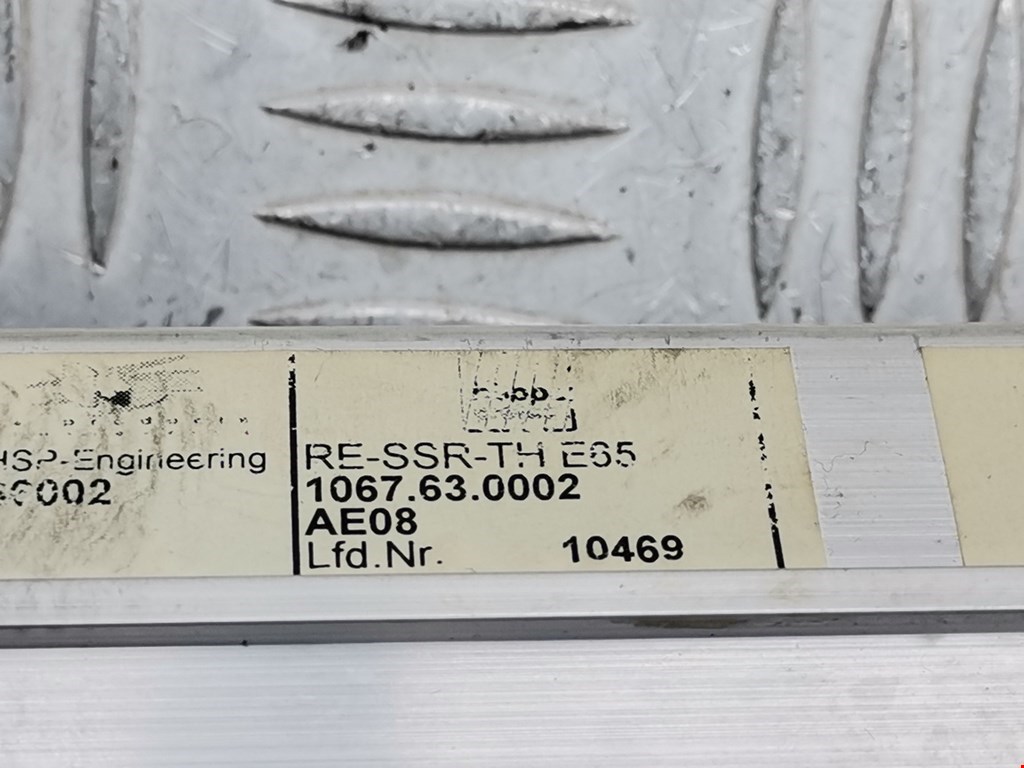 HSP-Engineering
RE-SSR-TH E65
1067.63.0002
AE08
Lfd.Nr. 10469